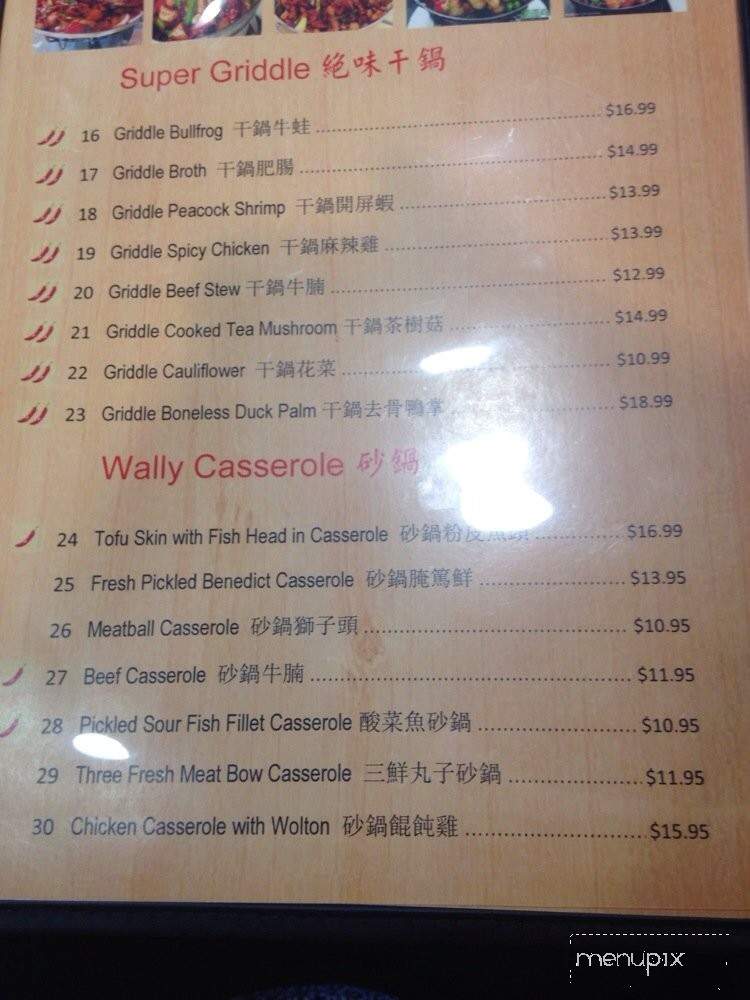 Super Griddle 絕味干鍋
16 Griddle Bullfrog 干鍋牛蛙 $16.99
17 Griddle Broth 干鍋肥腸 $14.99
18 Griddle Peacock Shrimp 干鍋開屏蝦 $13.99
19 Griddle Spicy Chicken 干鍋麻辣雞 $13.99
20 Griddle Beef Stew 干鍋牛腩 $12.99
21 Griddle Cooked Tea Mushroom 干鍋茶樹菇 $14.99
22 Griddle Cauliflower 干鍋花菜 $10.99
23 Griddle Boneless Duck Palm 干鍋去骨鴨掌 $18.99
Wally Casserole 砂鍋
24 Tofu Skin with Fish Head in Casserole 砂鍋粉皮魚頭 $16.99
25 Fresh Pickled Benedict Casserole 砂鍋腌篤鮮 $13.95
26 Meatball Casserole 砂鍋獅子頭 $10.95
27 Beef Casserole 砂鍋牛腩 $11.95
28 Pickled Sour Fish Fillet Casserole 酸菜魚砂鍋 $10.95
29 Three Fresh Meat Bow Casserole 三鮮丸子砂鍋 $11.95
30 Chicken Casserole with Wolton 砂鍋餛飩雞 $15.95
menupix